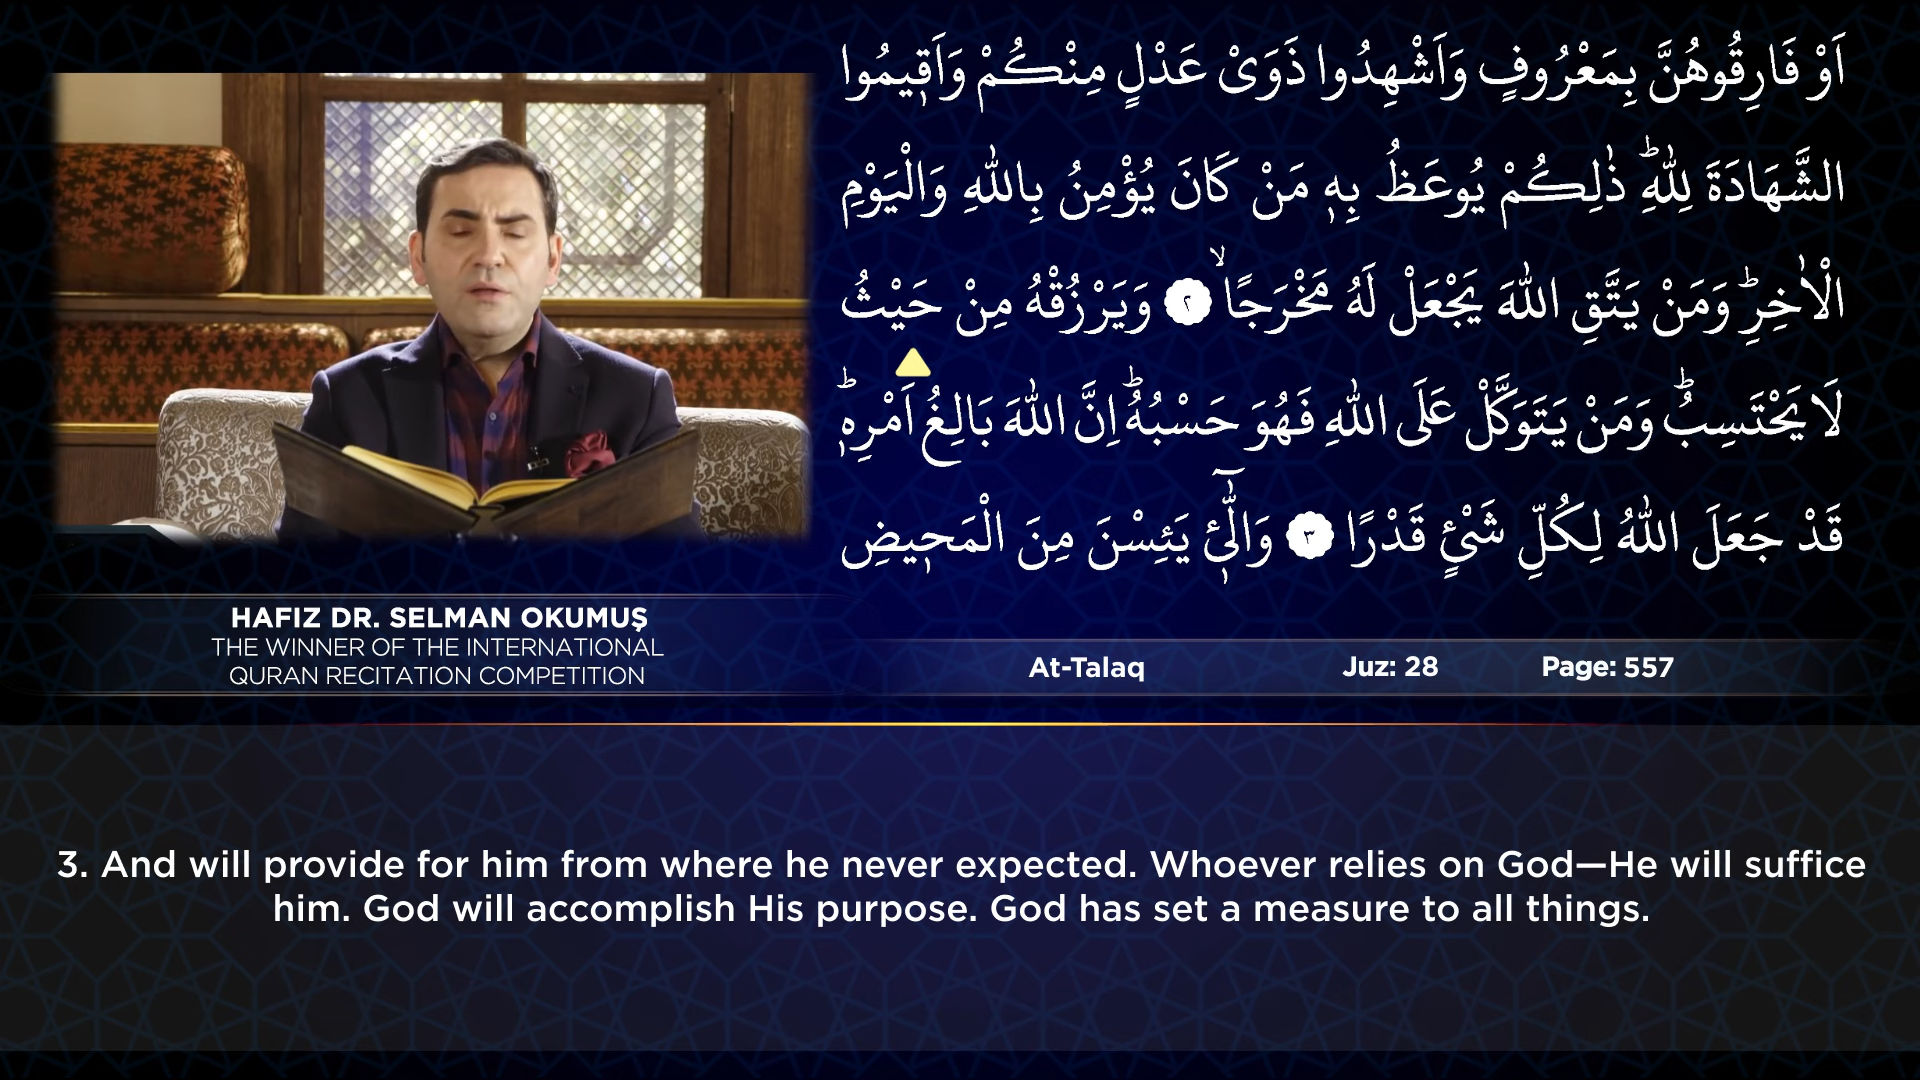 اَوْ فَارِقُوهُنَّ بِمَعْرُوفٍ وَاَشْهِدُوا ذَوَىْ عَدْلٍ مِنْكُمْ وَاَق۪يمُوا
الشَّهَادَةَ لِلّٰهِۜ ذٰلِكُمْ يُوعَظُ بِه۪ مَنْ كَانَ يُؤْمِنُ بِاللّٰهِ وَالْيَوْمِ
الْاٰخِرِۜ وَمَنْ يَتَّقِ اللّٰهَ يَجْعَلْ لَهُ مَخْرَجًاۙ ﴿٢﴾ وَيَرْزُقْهُ مِنْ حَيْثُ
لَا يَحْتَسِبُۜ وَمَنْ يَتَوَكَّلْ عَلَى اللّٰهِ فَهُوَ حَسْبُهُۜ اِنَّ اللّٰهَ بَالِغُ اَمْرِه۪ۜ
قَدْ جَعَلَ اللّٰهُ لِكُلِّ شَيْءٍ قَدْرًا ﴿٣﴾ وَالّٰٓـ۪ٔي يَئِسْنَ مِنَ الْمَح۪يضِ
HAFIZ DR. SELMAN OKUMUŞ
THE WINNER OF THE INTERNATIONAL
QURAN RECITATION COMPETITION
At-Talaq Juz: 28 Page: 557
3. And will provide for him from where he never expected. Whoever relies on God—He will suffice
him. God will accomplish His purpose. God has set a measure to all things.